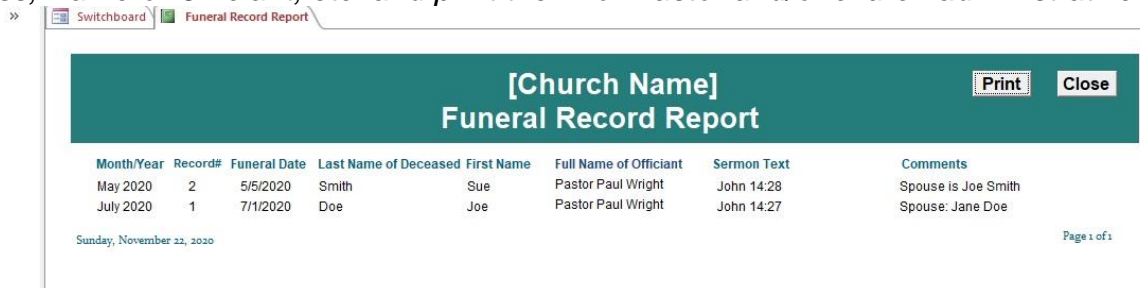 » Switchboard Funeral Record Report
[Church Name] Print Close
Funeral Record Report
Month/Year Record# Funeral Date Last Name of Deceased First Name Full Name of Officiant Sermon Text Comments
May 2020 2 5/5/2020 Smith Sue Pastor Paul Wright John 14:28 Spouse is Joe Smith
July 2020 1 7/1/2020 Doe Joe Pastor Paul Wright John 14:27 Spouse: Jane Doe
Sunday, November 22, 2020 Page 1 of 1